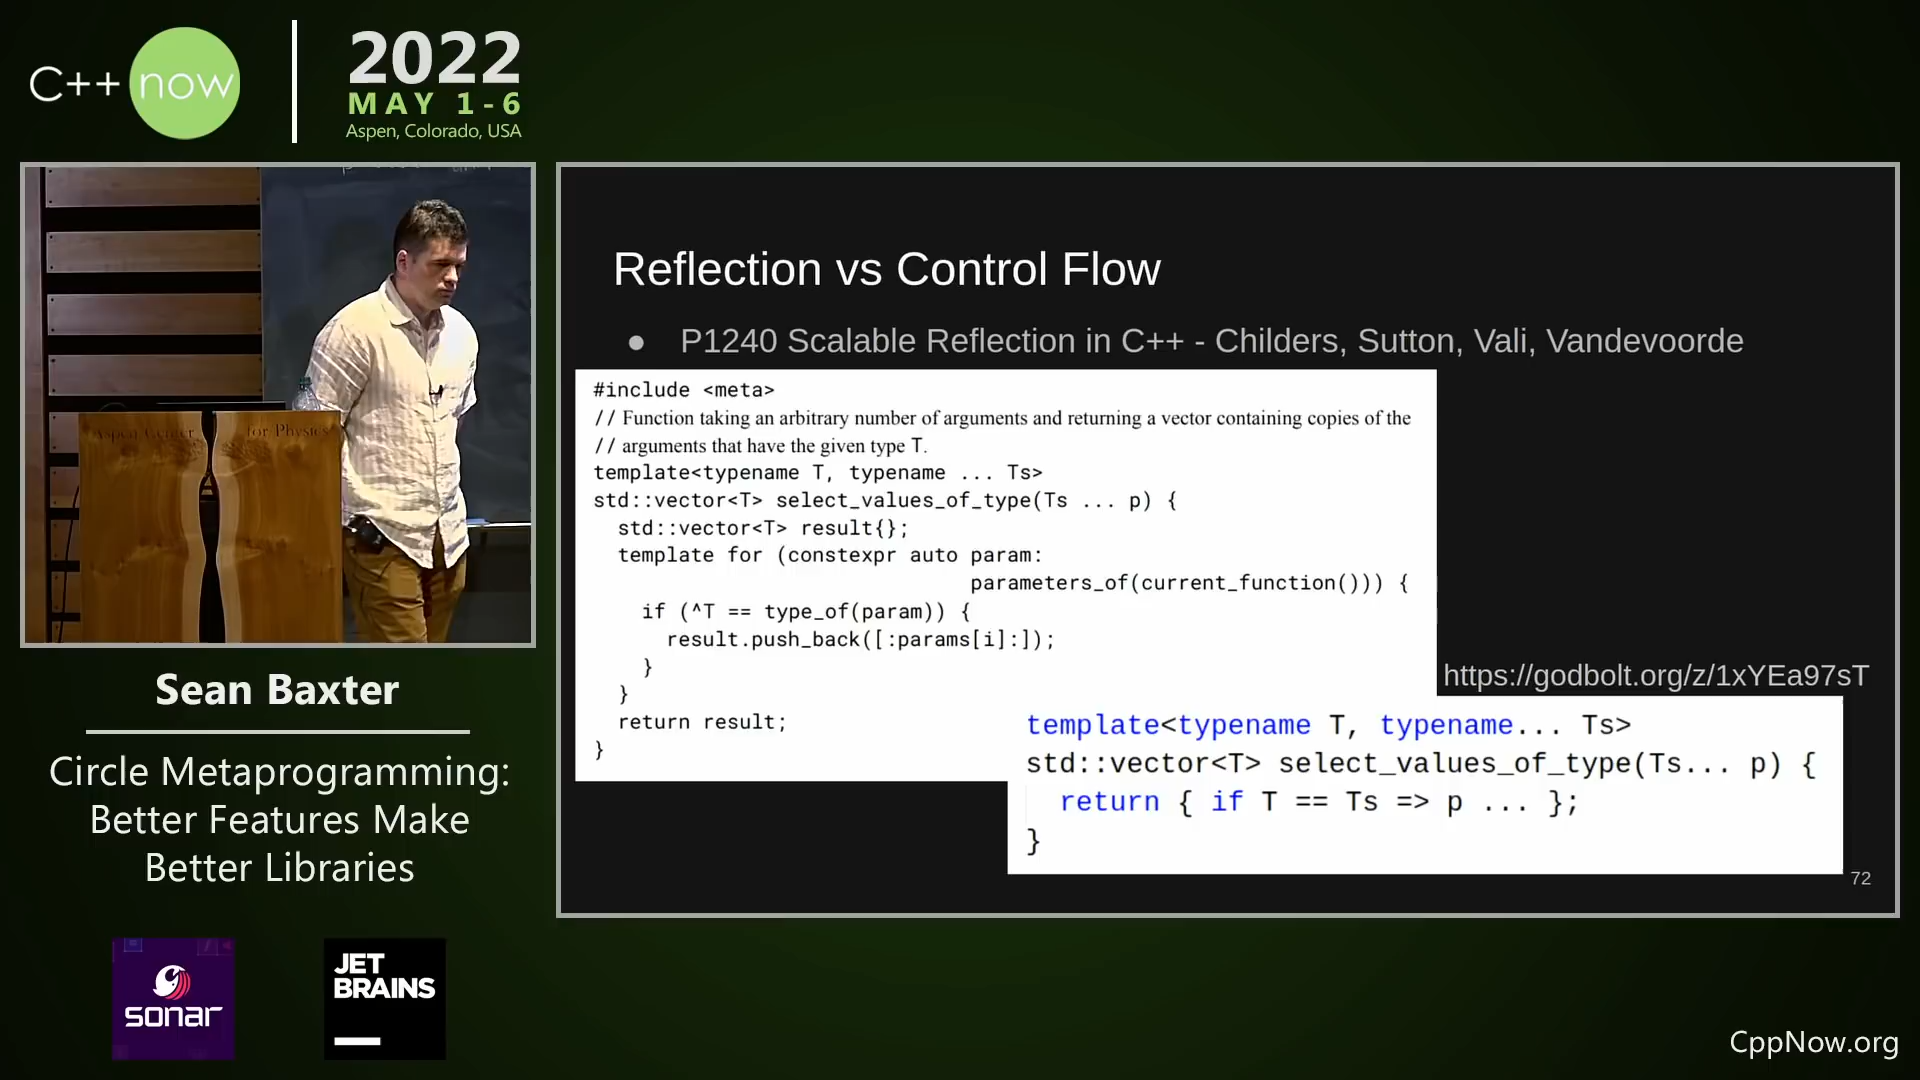 C++ now
2022
MAY 1-6
Aspen, Colorado, USA
Aspen Center for Physics
Sean Baxter
Circle Metaprogramming:
Better Features Make
Better Libraries
sonar
JET
BRAINS
Reflection vs Control Flow
● P1240 Scalable Reflection in C++ - Childers, Sutton, Vali, Vandevoorde
#include <meta>
// Function taking an arbitrary number of arguments and returning a vector containing copies of the
// arguments that have the given type T.
template<typename T, typename ... Ts>
std::vector<T> select_values_of_type(Ts ... p) {
  std::vector<T> result{};
  template for (constexpr auto param:
                               parameters_of(current_function())) {
    if (^T == type_of(param)) {
      result.push_back([:params[i]:]);
    }
  }
  return result;
}
https://godbolt.org/z/1xYEa97sT
template<typename T, typename... Ts>
std::vector<T> select_values_of_type(Ts... p) {
  return { if T == Ts => p ... };
}
72
CppNow.org